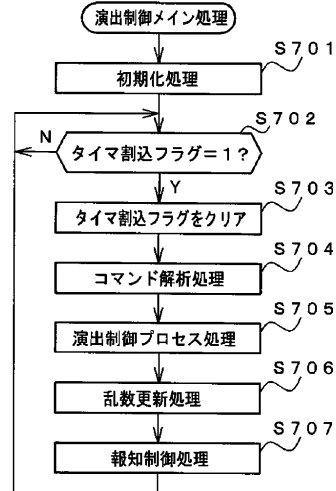 演出制御メイン処理
S701
初期化処理
S702
N
タイマ割込フラグ=1?
Y
S703
タイマ割込フラグをクリア
S704
コマンド解析処理
S705
演出制御プロセス処理
S706
乱数更新処理
S707
報知制御処理